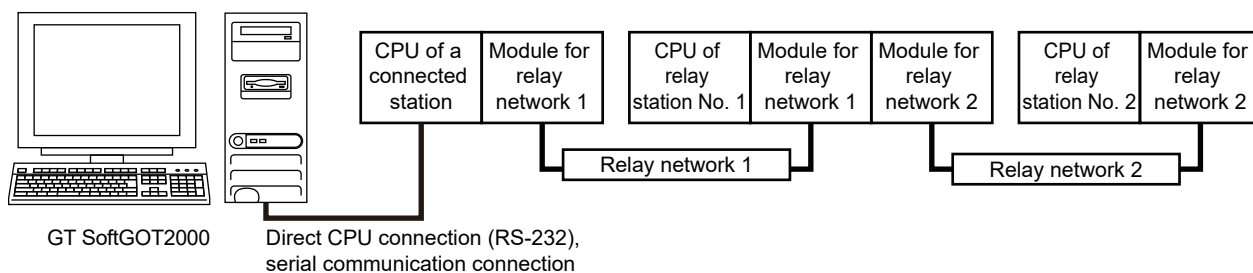 CPU of a
connected
station
Module for
relay
network 1
CPU of
relay
station No. 1
Module for
relay
network 1
Module for
relay
network 2
CPU of
relay
station No. 2
Module for
relay
network 2
Relay network 1
Relay network 2
GT SoftGOT2000
Direct CPU connection (RS-232),
serial communication connection